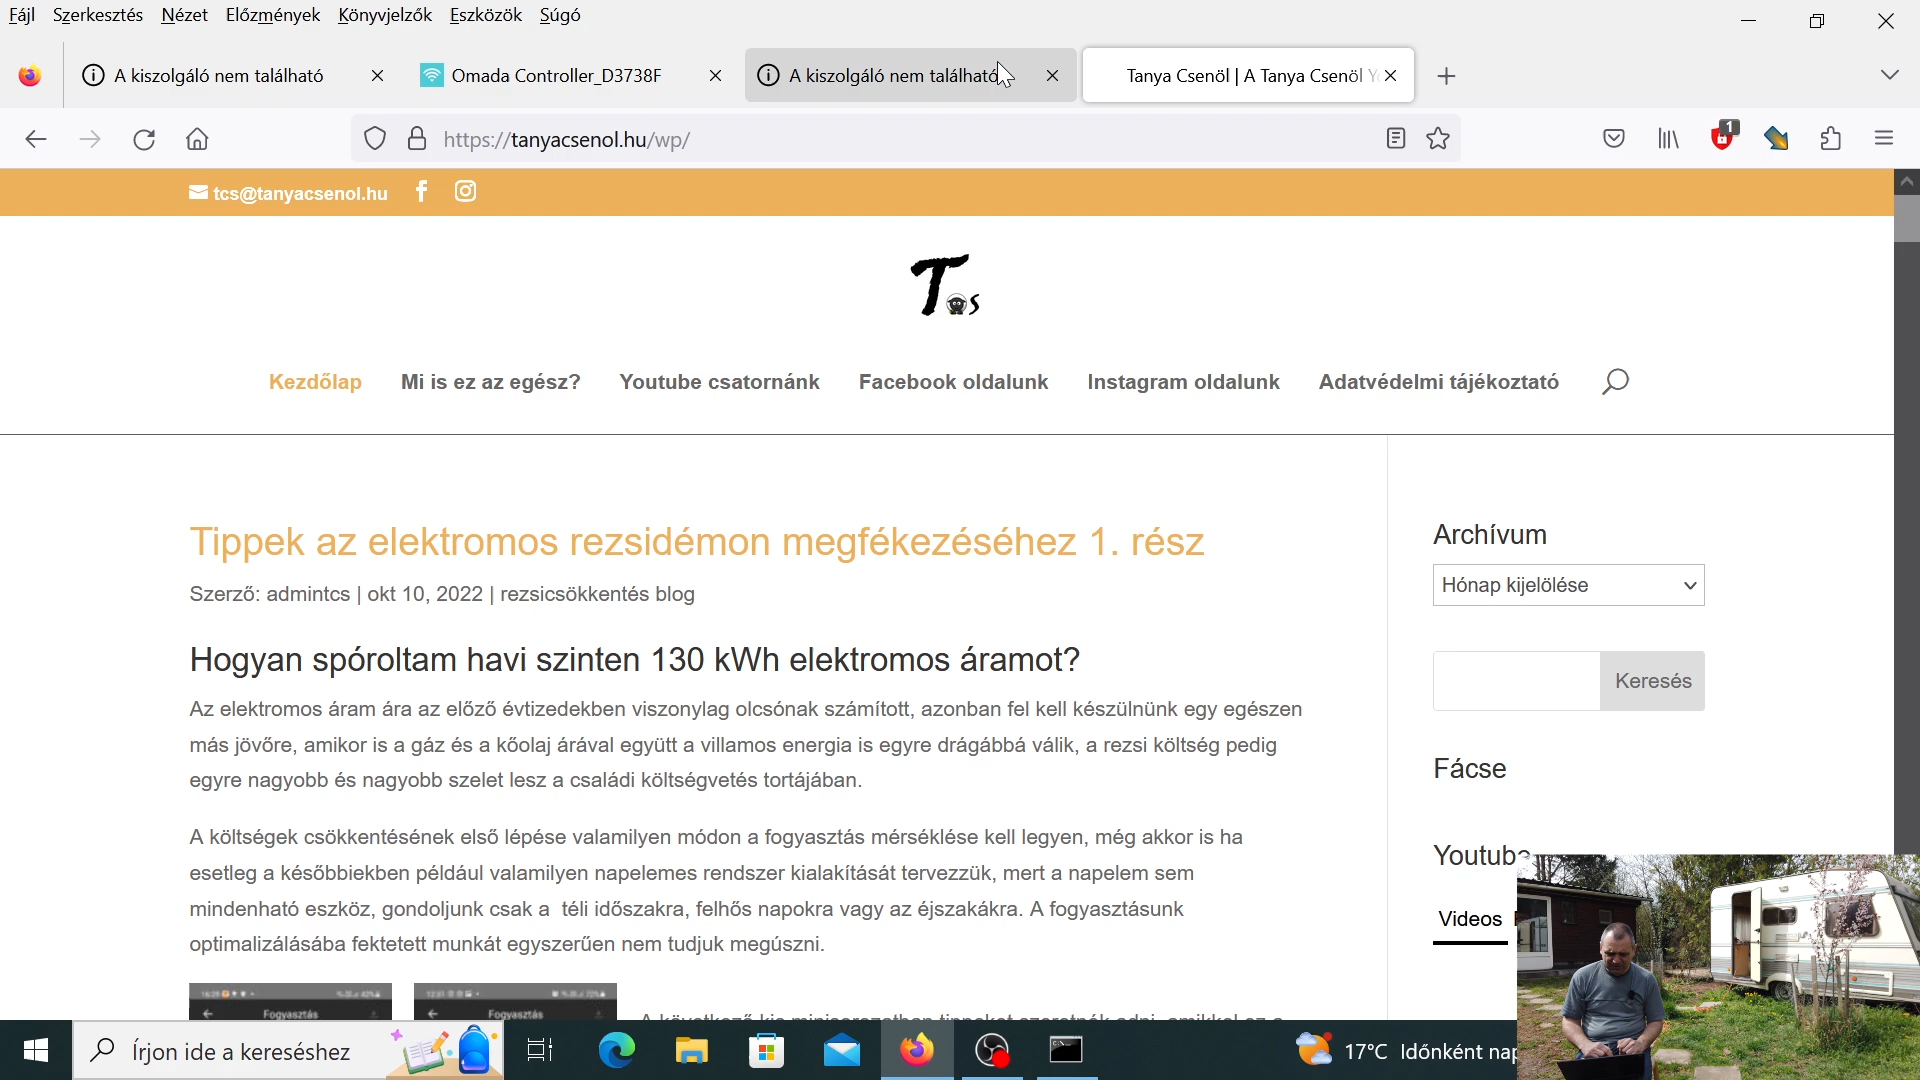 Fájl Szerkesztés Nézet Előzmények Könyvjelzők Eszközök Súgó
A kiszolgáló nem található
Omada Controller_D3738F
A kiszolgáló nem található
Tanya Csenöl | A Tanya Csenöl
https://tanyacsenol.hu/wp/
1
tcs@tanyacsenol.hu
Tcs
Kezdőlap Mi is ez az egész? Youtube csatornánk Facebook oldalunk Instagram oldalunk Adatvédelmi tájékoztató
Tippek az elektromos rezsidémon megfékezéséhez 1. rész
Szerző: admintcs | okt 10, 2022 | rezsicsökkentés blog
Hogyan spóroltam havi szinten 130 kWh elektromos áramot?
Az elektromos áram ára az előző évtizedekben viszonylag olcsónak számított, azonban fel kell készülnünk egy egészen
más jövőre, amikor is a gáz és a kőolaj árával együtt a villamos energia is egyre drágábbá válik, a rezsi költség pedig
egyre nagyobb és nagyobb szelet lesz a családi költségvetés tortájában.
A költségek csökkentésének első lépése valamilyen módon a fogyasztás mérséklése kell legyen, még akkor is ha
esetleg a későbbiekben például valamilyen napelemes rendszer kialakítását tervezzük, mert a napelem sem
mindenható eszköz, gondoljunk csak a téli időszakra, felhős napokra vagy az éjszakákra. A fogyasztásunk
optimalizálásába fektetett munkát egyszerűen nem tudjuk megúszni.
Fogyasztás
Fogyasztás
Archívum
Hónap kijelölése
Keresés
Fácse
Youtube
Videos
Írjon ide a kereséshez
17°C Időnként